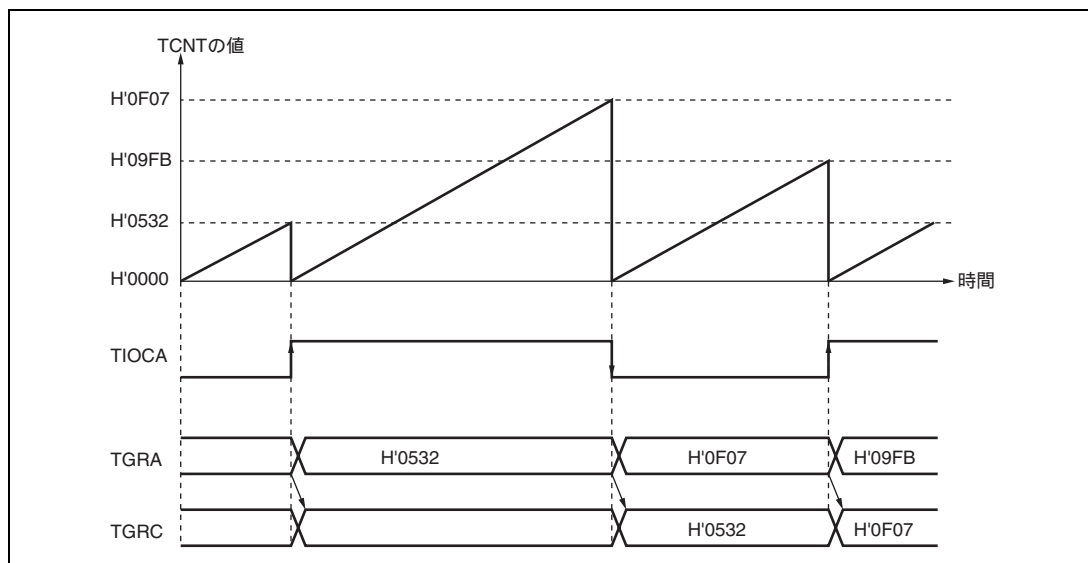 TCNTの値
H'0F07
H'09FB
H'0532
H'0000
時間
TIOCA
TGRA
H'0532
H'0F07
H'09FB
TGRC
H'0532
H'0F07